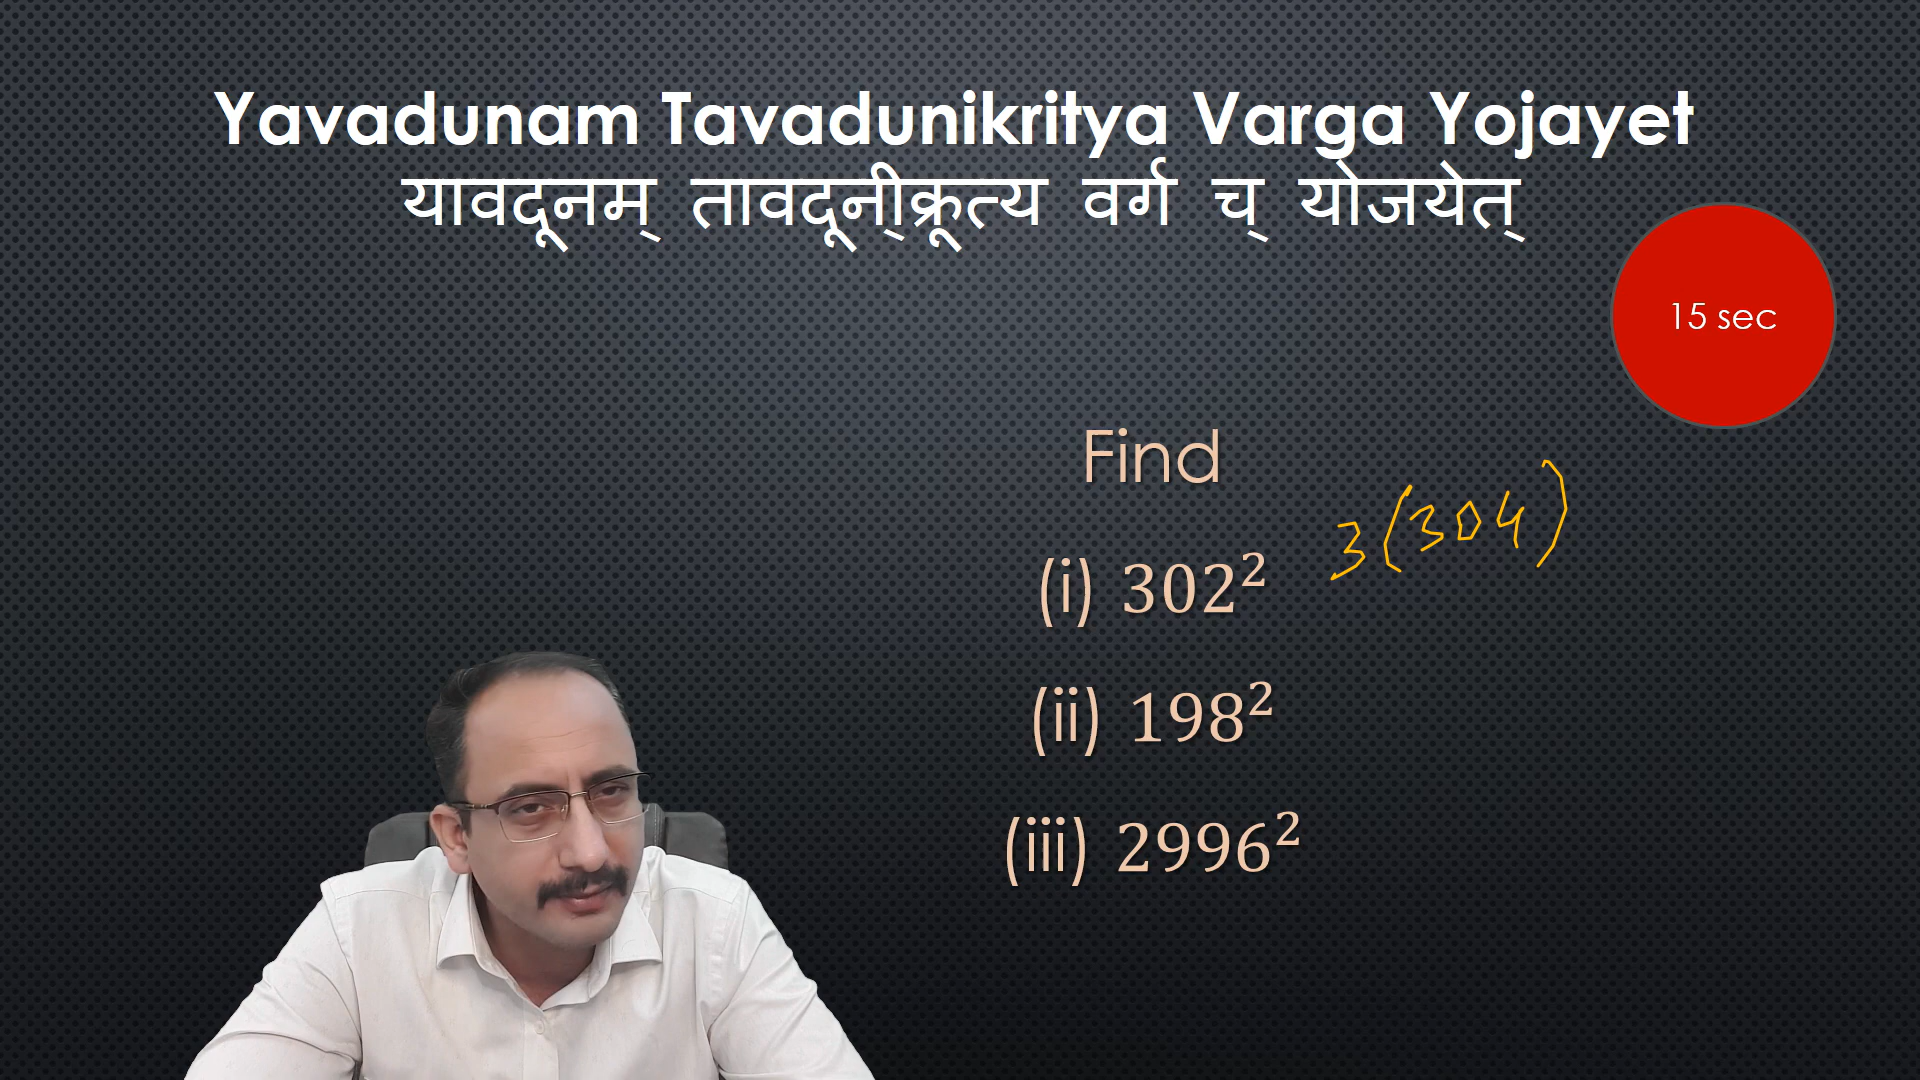 Yavadunam Tavadunikritya Varga Yojayet
यावदूनम् तावदूनी्क्रूत्य वर्ग च् योजयेत्
15 sec
Find
3(304)
(i) 302²
(ii) 198²
(iii) 2996²